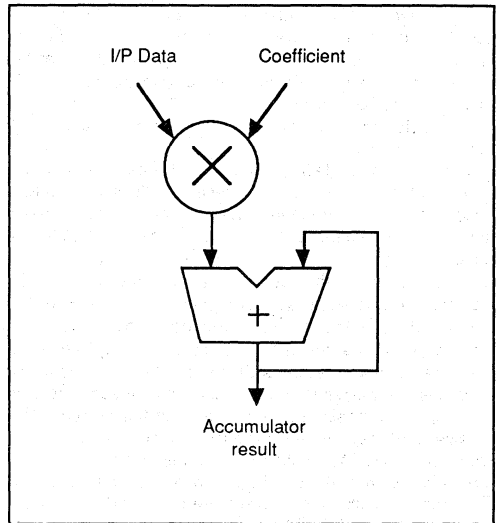 I/P Data Coefficient
+
Accumulator
result